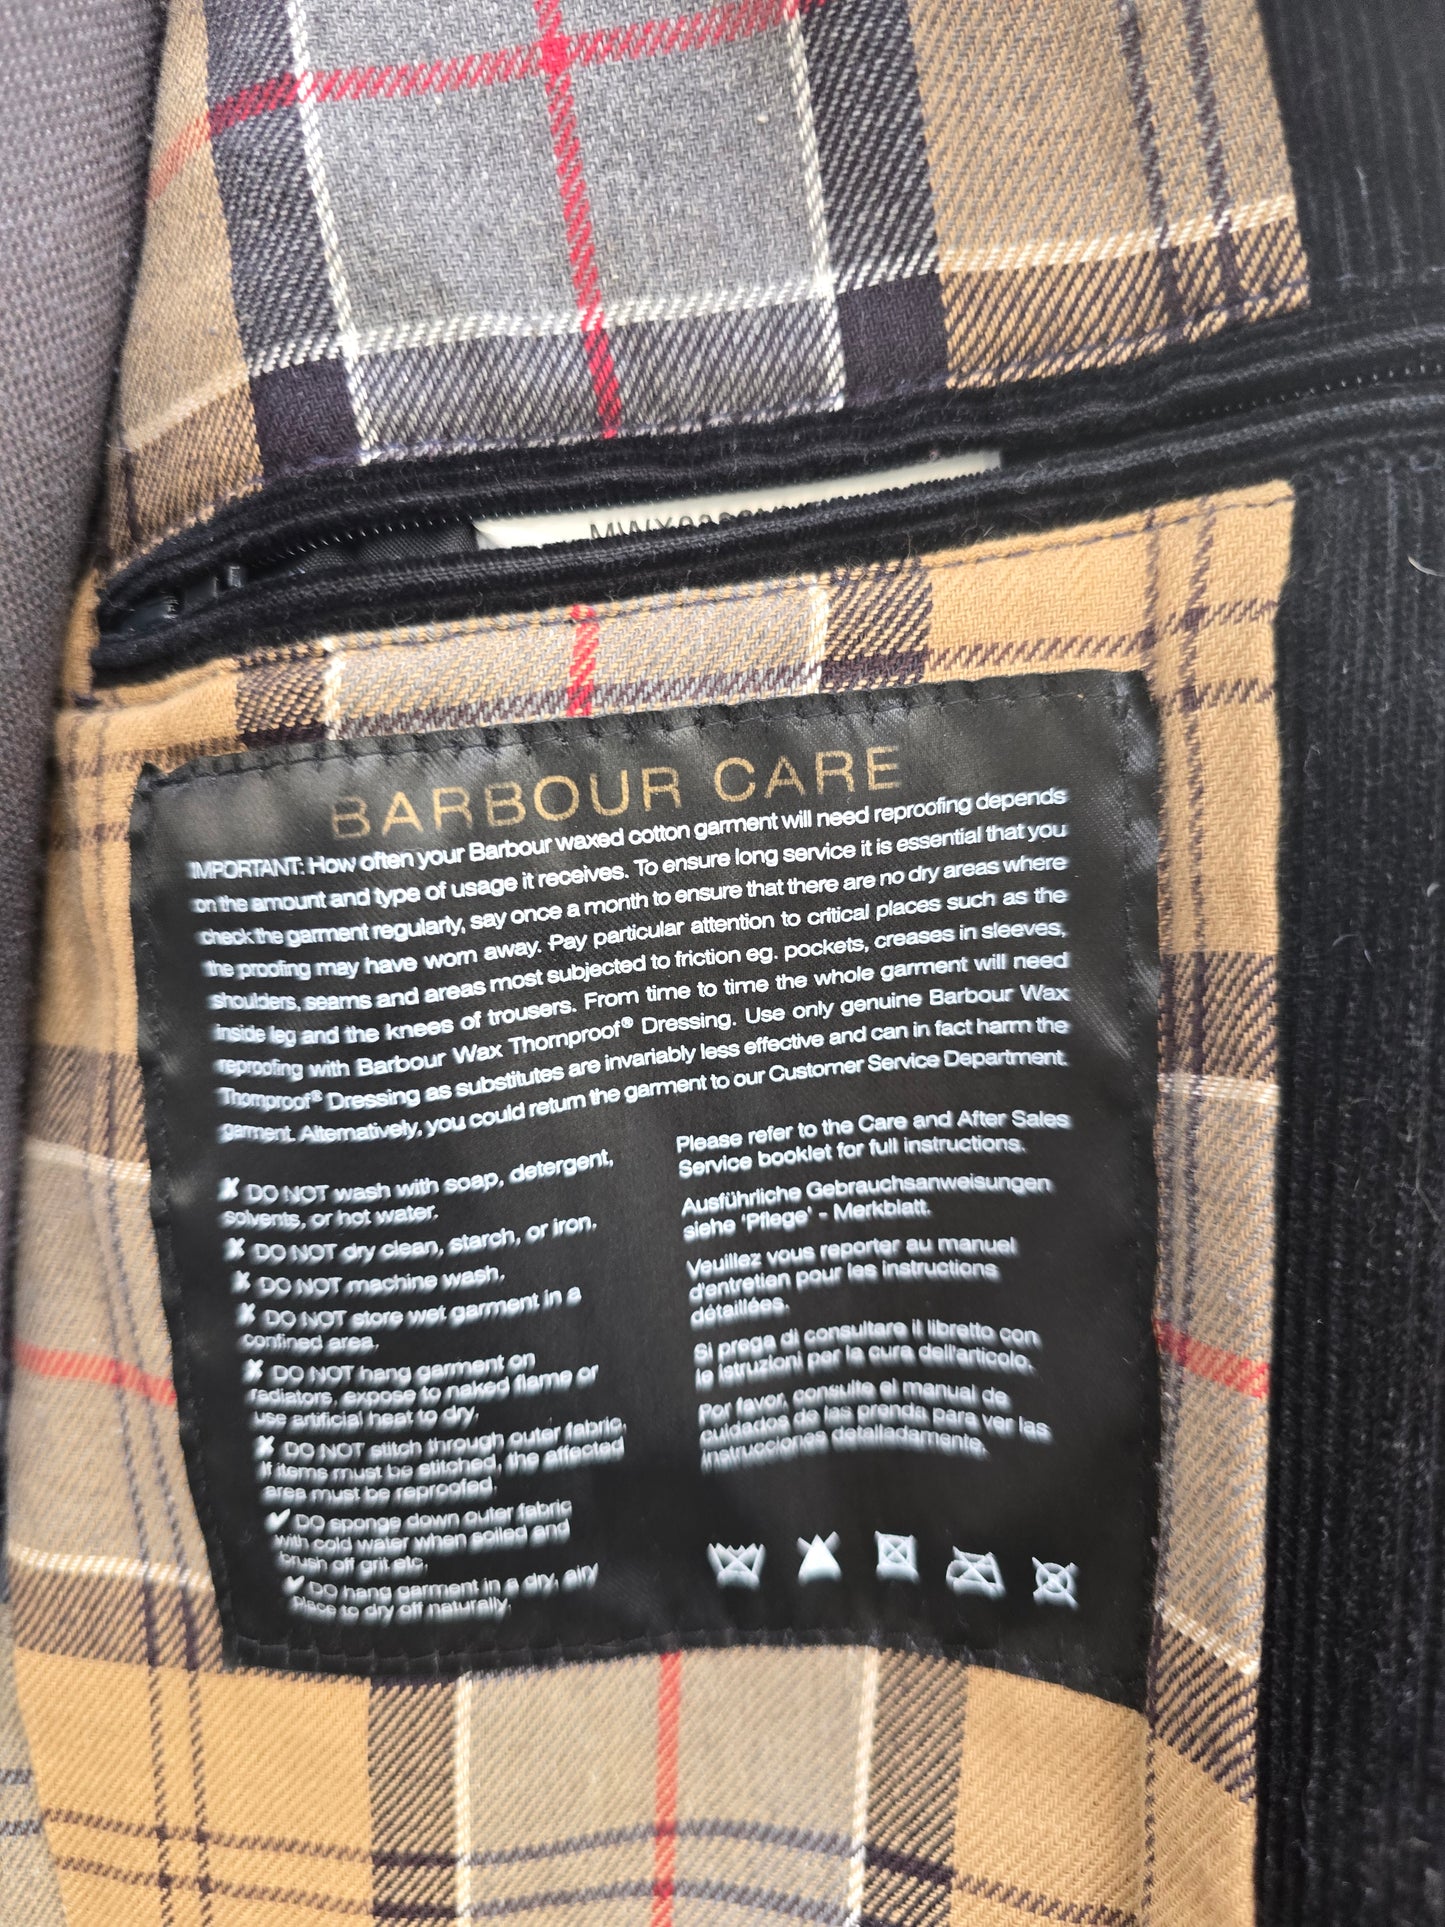 BARBOUR CARE
IMPORTANT: How often your Barbour waxed cotton garment will need reproofing depends
on the amount and type of usage it receives. To ensure long service it is essential that you
check the garment regularly, say once a month to ensure that there are no dry areas where
the proofing may have worn away. Pay particular attention to critical places such as the
shoulders, seams and areas most subjected to friction eg. pockets, creases in sleeves,
inside leg and the knees of trousers. From time to time the whole garment will need
reproofing with Barbour Wax Thornproof® Dressing. Use only genuine Barbour Wax
Thornproof® Dressing as substitutes are invariably less effective and can in fact harm the
garment. Alternatively, you could return the garment to our Customer Service Department.
✘ DO NOT wash with soap, detergent,
solvents, or hot water.
✘ DO NOT dry clean, starch, or iron.
✘ DO NOT machine wash.
✘ DO NOT store wet garment in a
confined area.
✘ DO NOT hang garment on
radiators, expose to naked flame or
use artificial heat to dry.
✘ DO NOT stitch through outer fabric.
If items must be stitched, the affected
area must be reproofed.
✔ DO sponge down outer fabric
with cold water when soiled and
brush off grit etc.
✔ DO hang garment in a dry, airy
place to dry off naturally.
Please refer to the Care and After Sales
Service booklet for full instructions.
Ausführliche Gebrauchsanweisungen
siehe 'Pflege' - Merkblatt.
Veuillez vous reporter au manuel
d'entretien pour les instructions
détaillées.
Si prega di consultare il libretto con
le istruzioni per la cura dell'articolo.
Por favor, consulte el manual de
cuidados de las prenda para ver las
instrucciones detalladamente.